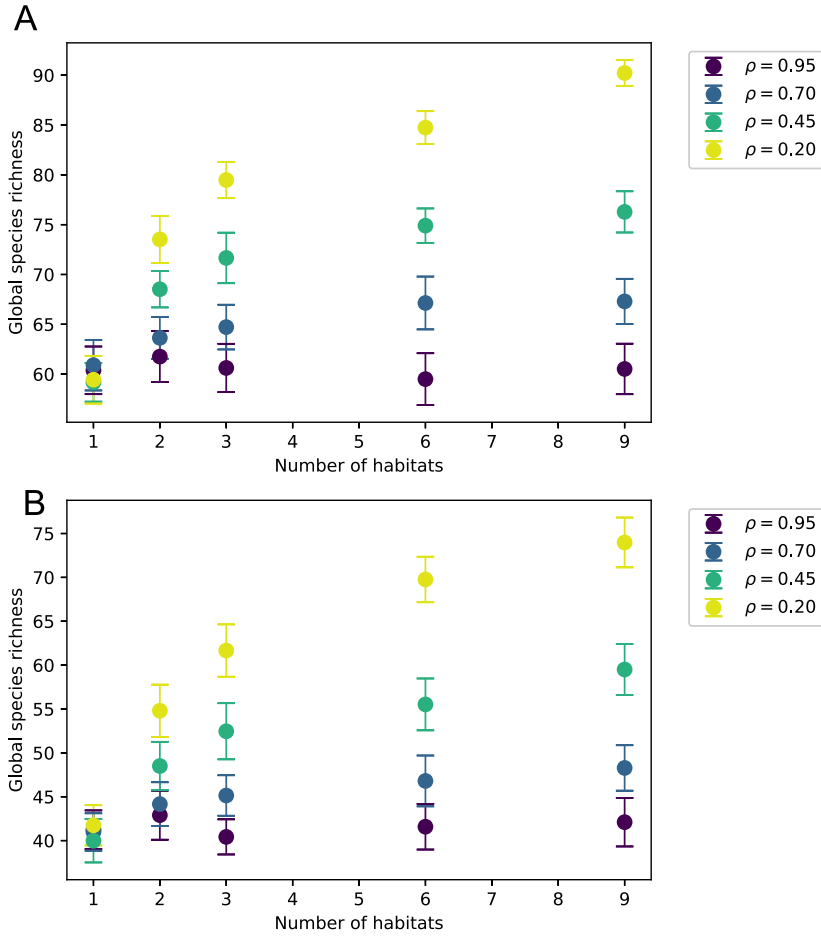 A
Global species richness
90
85
80
75
70
65
60
1 2 3 4 5 6 7 8 9
Number of habitats
ρ = 0.95
ρ = 0.70
ρ = 0.45
ρ = 0.20
B
Global species richness
75
70
65
60
55
50
45
40
1 2 3 4 5 6 7 8 9
Number of habitats
ρ = 0.95
ρ = 0.70
ρ = 0.45
ρ = 0.20